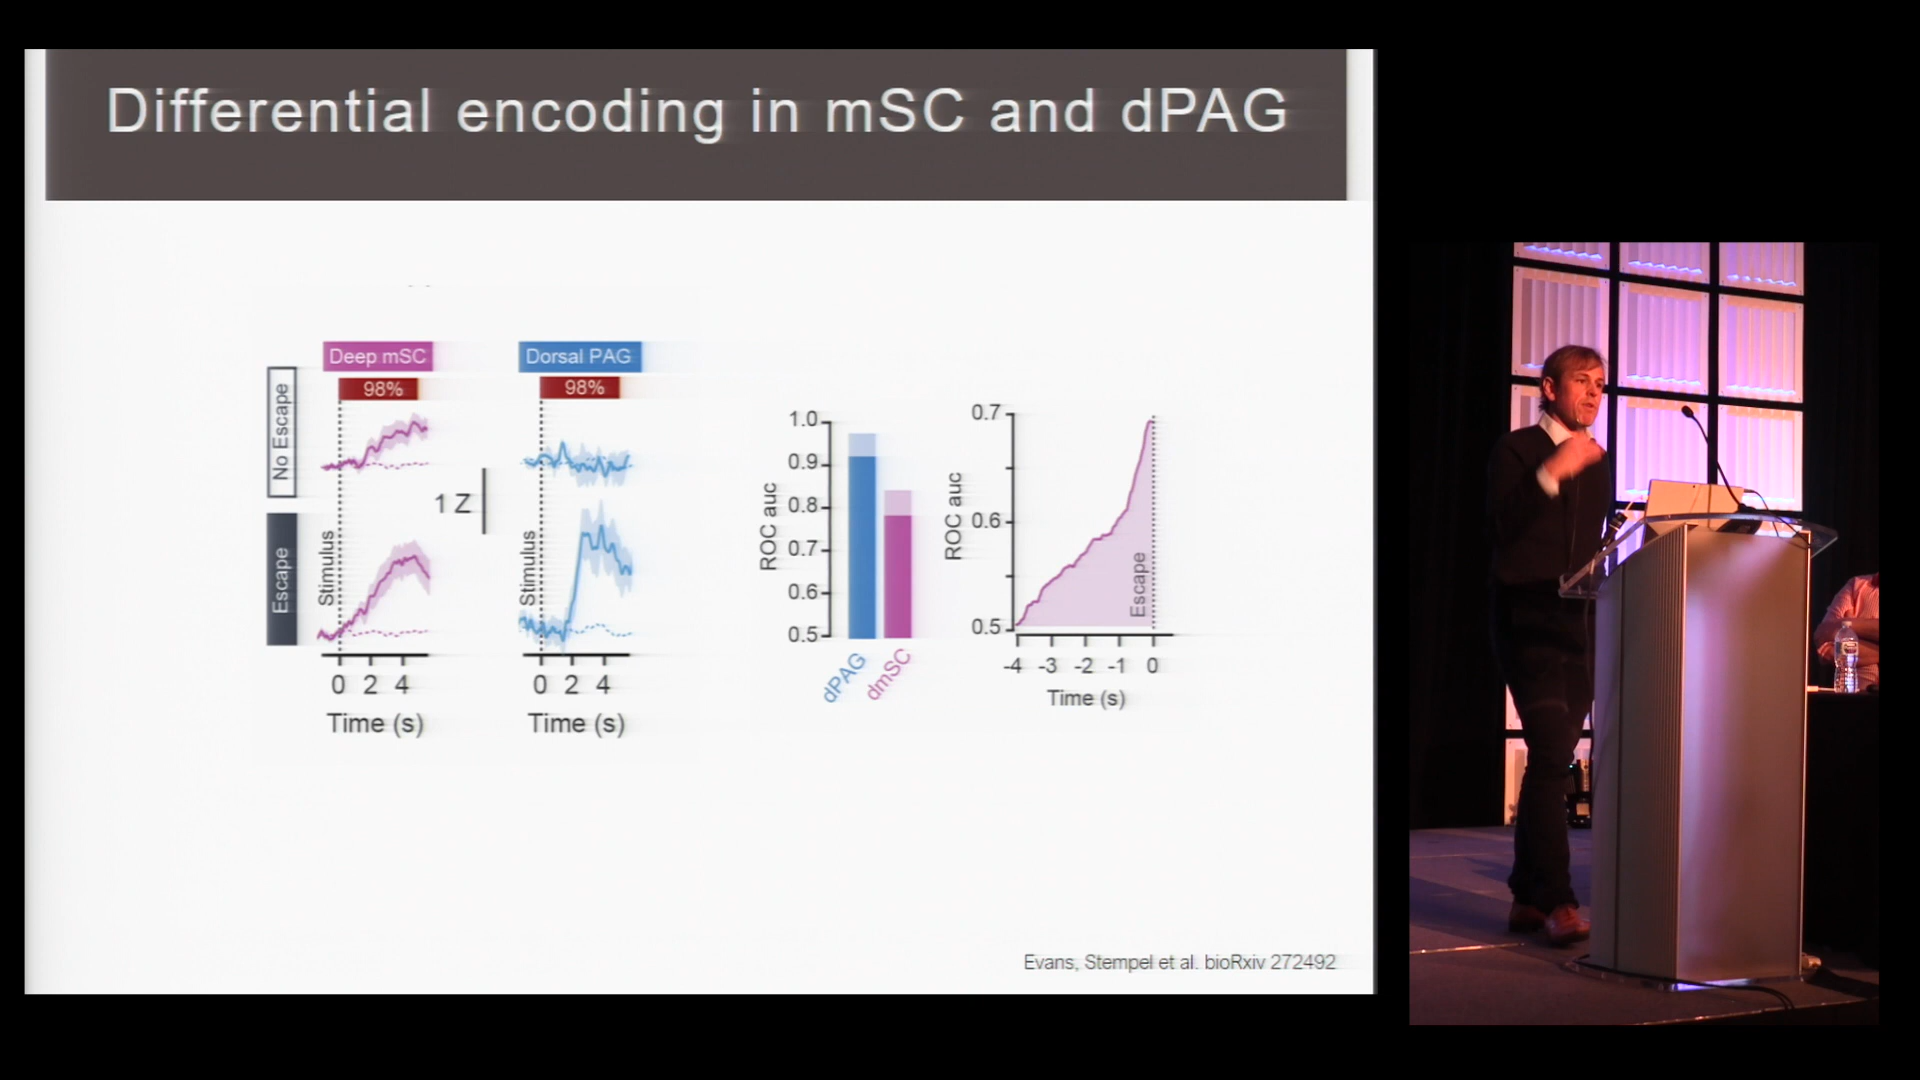 Differential encoding in mSC and dPAG
Deep mSC
Dorsal PAG
98%
98%
No Escape
Escape
Stimulus
Stimulus
1 Z
0 2 4
Time (s)
0 2 4
Time (s)
ROC auc
1.0
0.9
0.8
0.7
0.6
0.5
dPAG
dmSC
ROC auc
0.7
0.6
0.5
Escape
-4 -3 -2 -1 0
Time (s)
Evans, Stempel et al. bioRxiv 272492